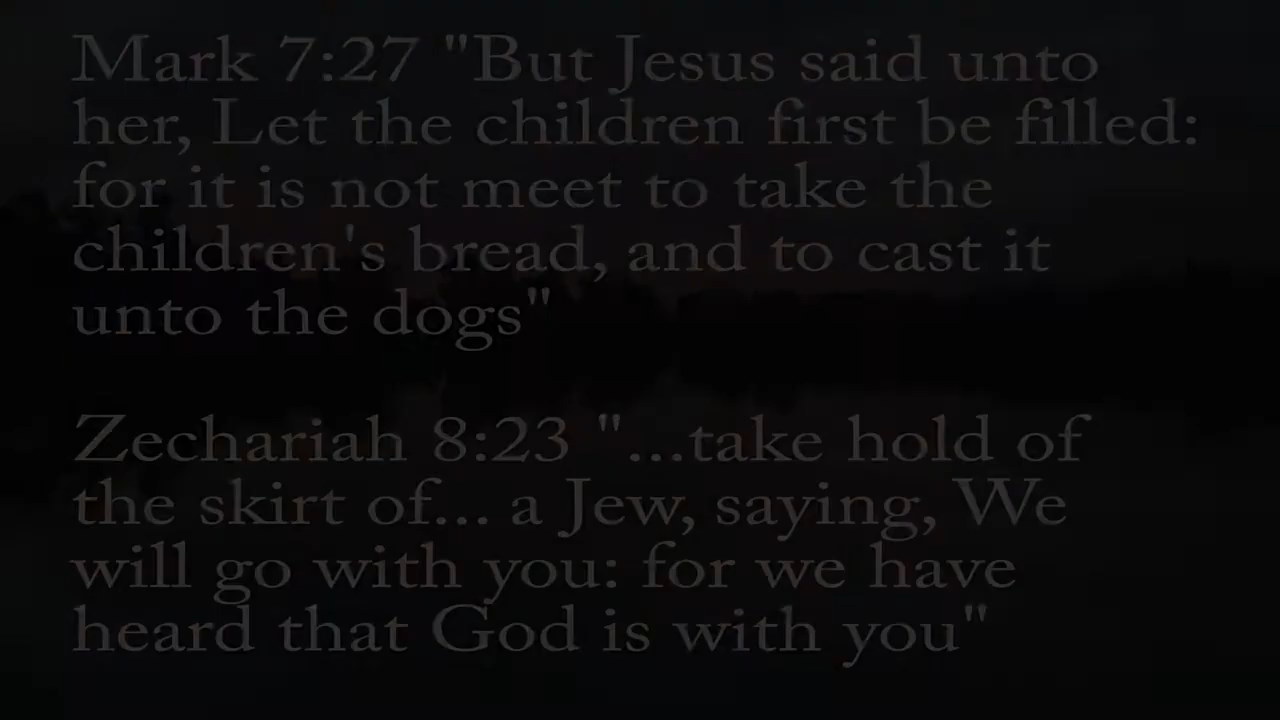 Mark 7:27 "But Jesus said unto
her, Let the children first be filled:
for it is not meet to take the
children's bread, and to cast it
unto the dogs"
Zechariah 8:23 "...take hold of
the skirt of... a Jew, saying, We
will go with you: for we have
heard that God is with you"